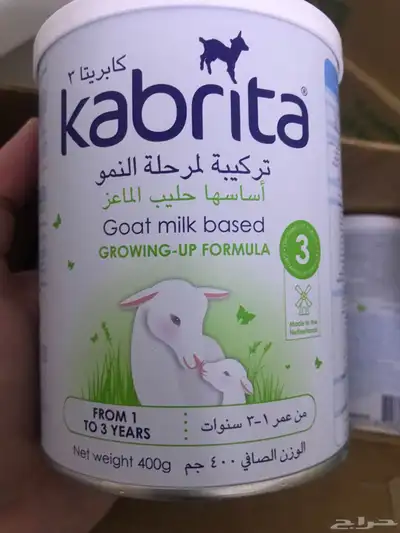 كابريتا ٣
kabrita®
تركيبة لمرحلة النمو
أساسها حليب الماعز
Goat milk based
GROWING-UP FORMULA
3
Made in the
Netherlands
FROM 1
TO 3 YEARS
من عمر ١-٣ سنوات
Net weight 400g
الوزن الصافي ٤٠٠ جم
حراج